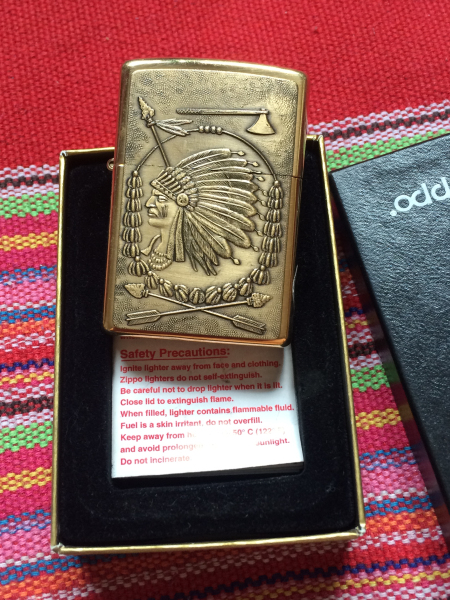 ppo
Safety Precautions:
Ignite lighter away from face and clothing.
Zippo lighters do not self-extinguish.
Be careful not to drop lighter when it is lit.
Close lid to extinguish flame.
When filled, lighter contains flammable fluid.
Fuel is a skin irritant, do not overfill.
Keep away from C
and avoid sunlight.
Do not incinerate